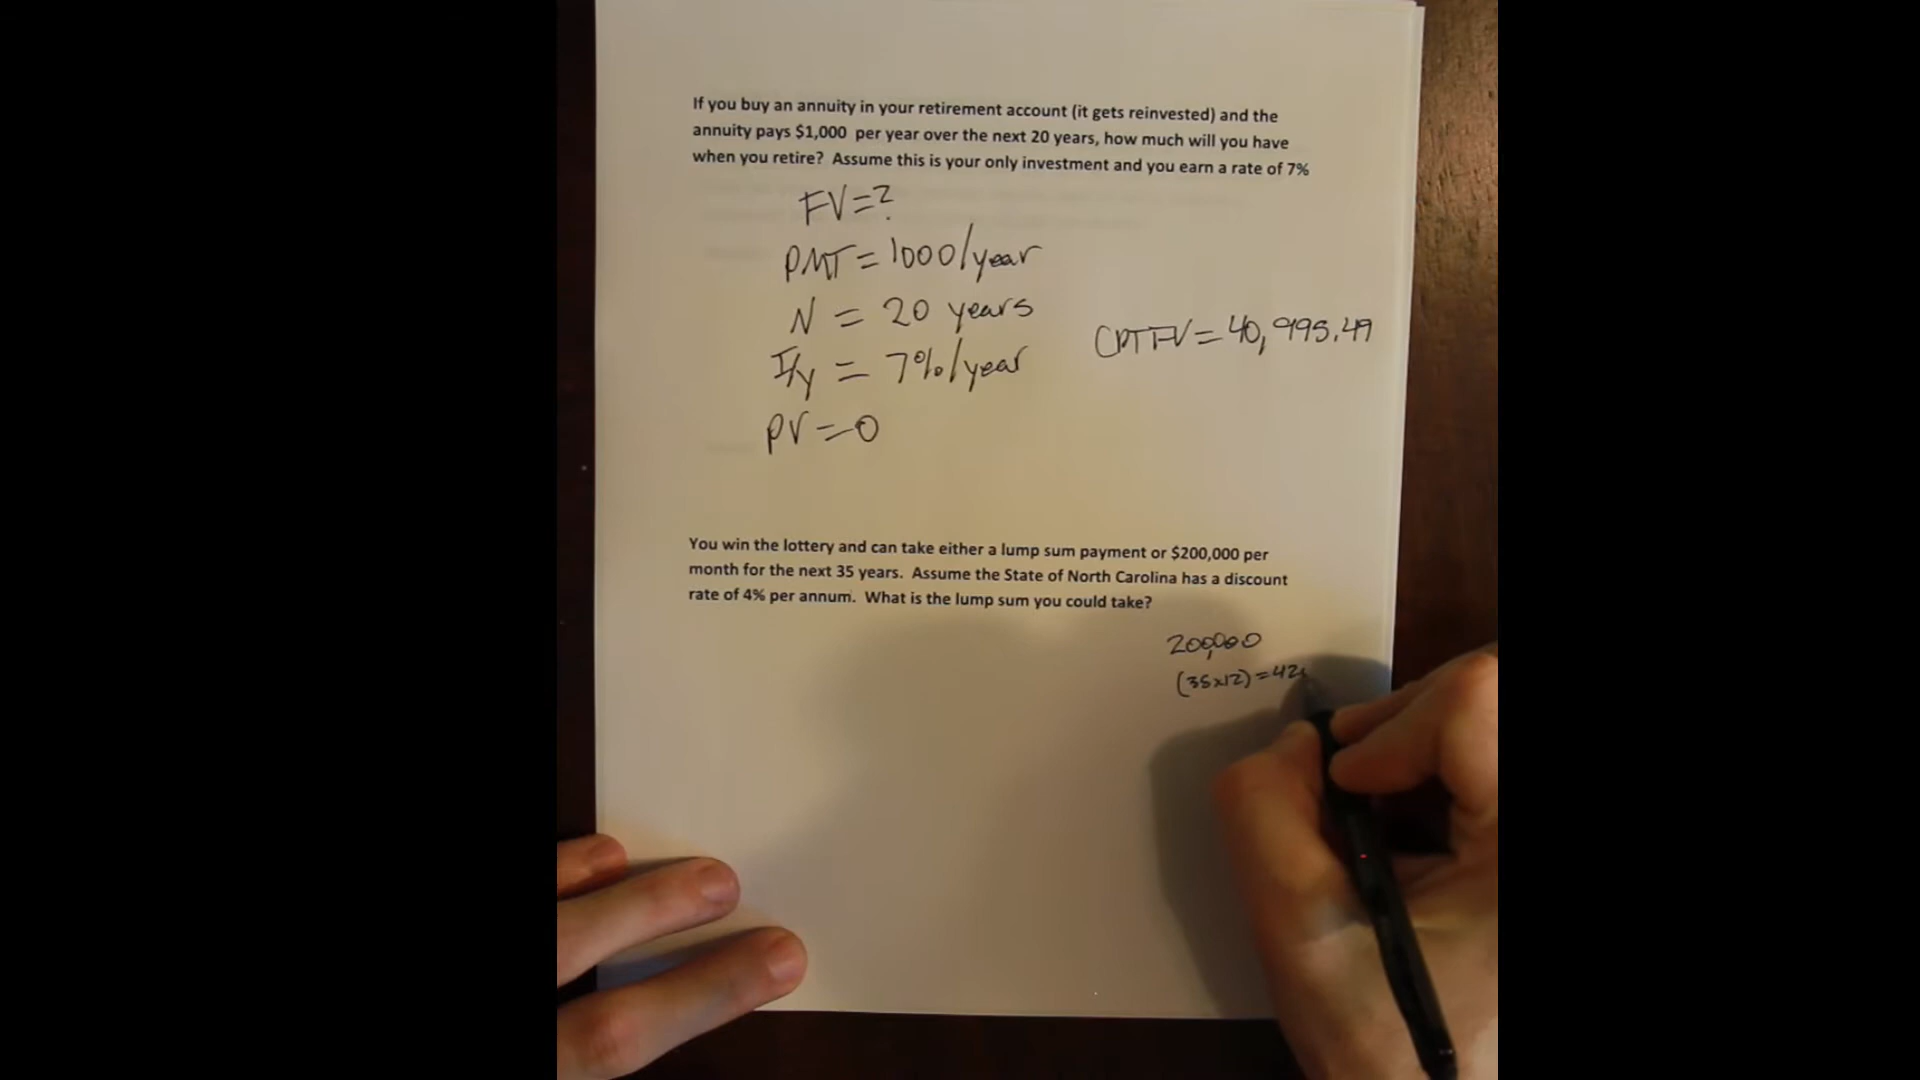 If you buy an annuity in your retirement account (it gets reinvested) and the
annuity pays $1,000 per year over the next 20 years, how much will you have
when you retire? Assume this is your only investment and you earn a rate of 7%
FV=?
PMT = 1000/year
N = 20 years
I/y = 7%/year
CPT FV = 40,995.49
PV = 0
You win the lottery and can take either a lump sum payment or $200,000 per
month for the next 35 years. Assume the State of North Carolina has a discount
rate of 4% per annum. What is the lump sum you could take?
200,000
(35x12) = 42